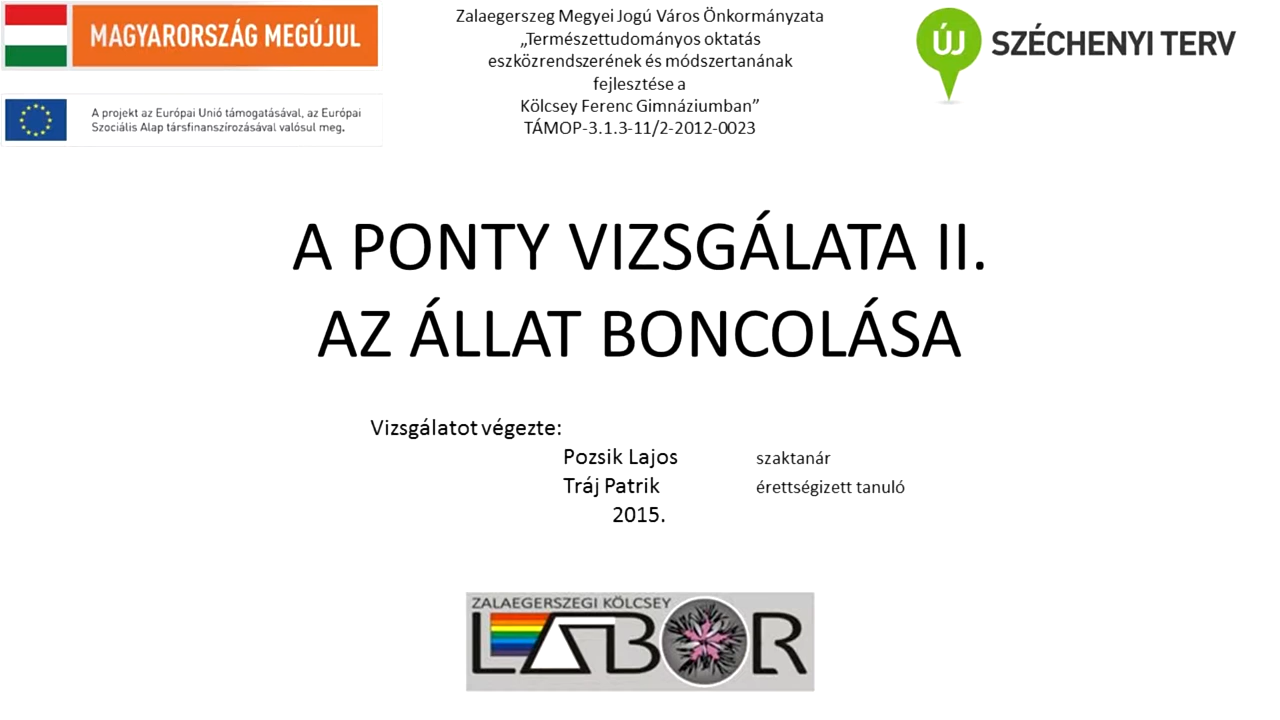 MAGYARORSZÁG MEGÚJUL
A projekt az Európai Unió támogatásával, az Európai
Szociális Alap társfinanszírozásával valósul meg.
Zalaegerszeg Megyei Jogú Város Önkormányzata
„Természettudományos oktatás
eszközrendszerének és módszertanának
fejlesztése a
Kölcsey Ferenc Gimnáziumban”
TÁMOP-3.1.3-11/2-2012-0023
ÚJ SZÉCHENYI TERV
A PONTY VIZSGÁLATA II.
AZ ÁLLAT BONCOLÁSA
Vizsgálatot végezte:
Pozsik Lajos szaktanár
Tráj Patrik érettségizett tanuló
2015.
ZALAEGERSZEGI KÖLCSEY
LABOR